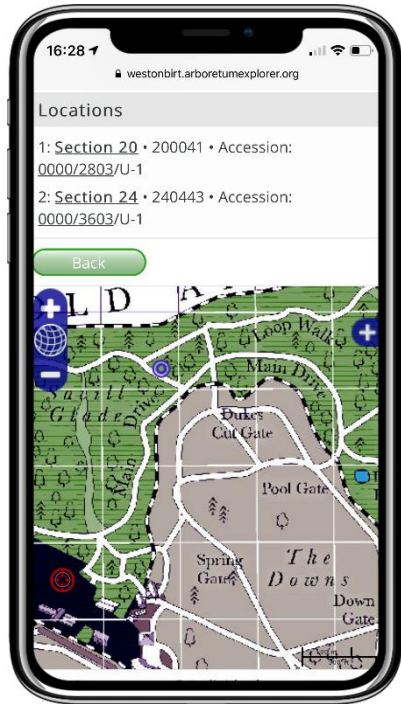 16:28
westonbirt.arboretumexplorer.org
Locations
1: Section 20 • 200041 • Accession:
0000/2803/U-1
2: Section 24 • 240443 • Accession:
0000/3603/U-1
Back
L D
Loop Walk
Main Drive
Glade
Main Drive
Dukes
Cut Gate
Pool Gate
Spring
Gate
The
Downs
Down
Gate